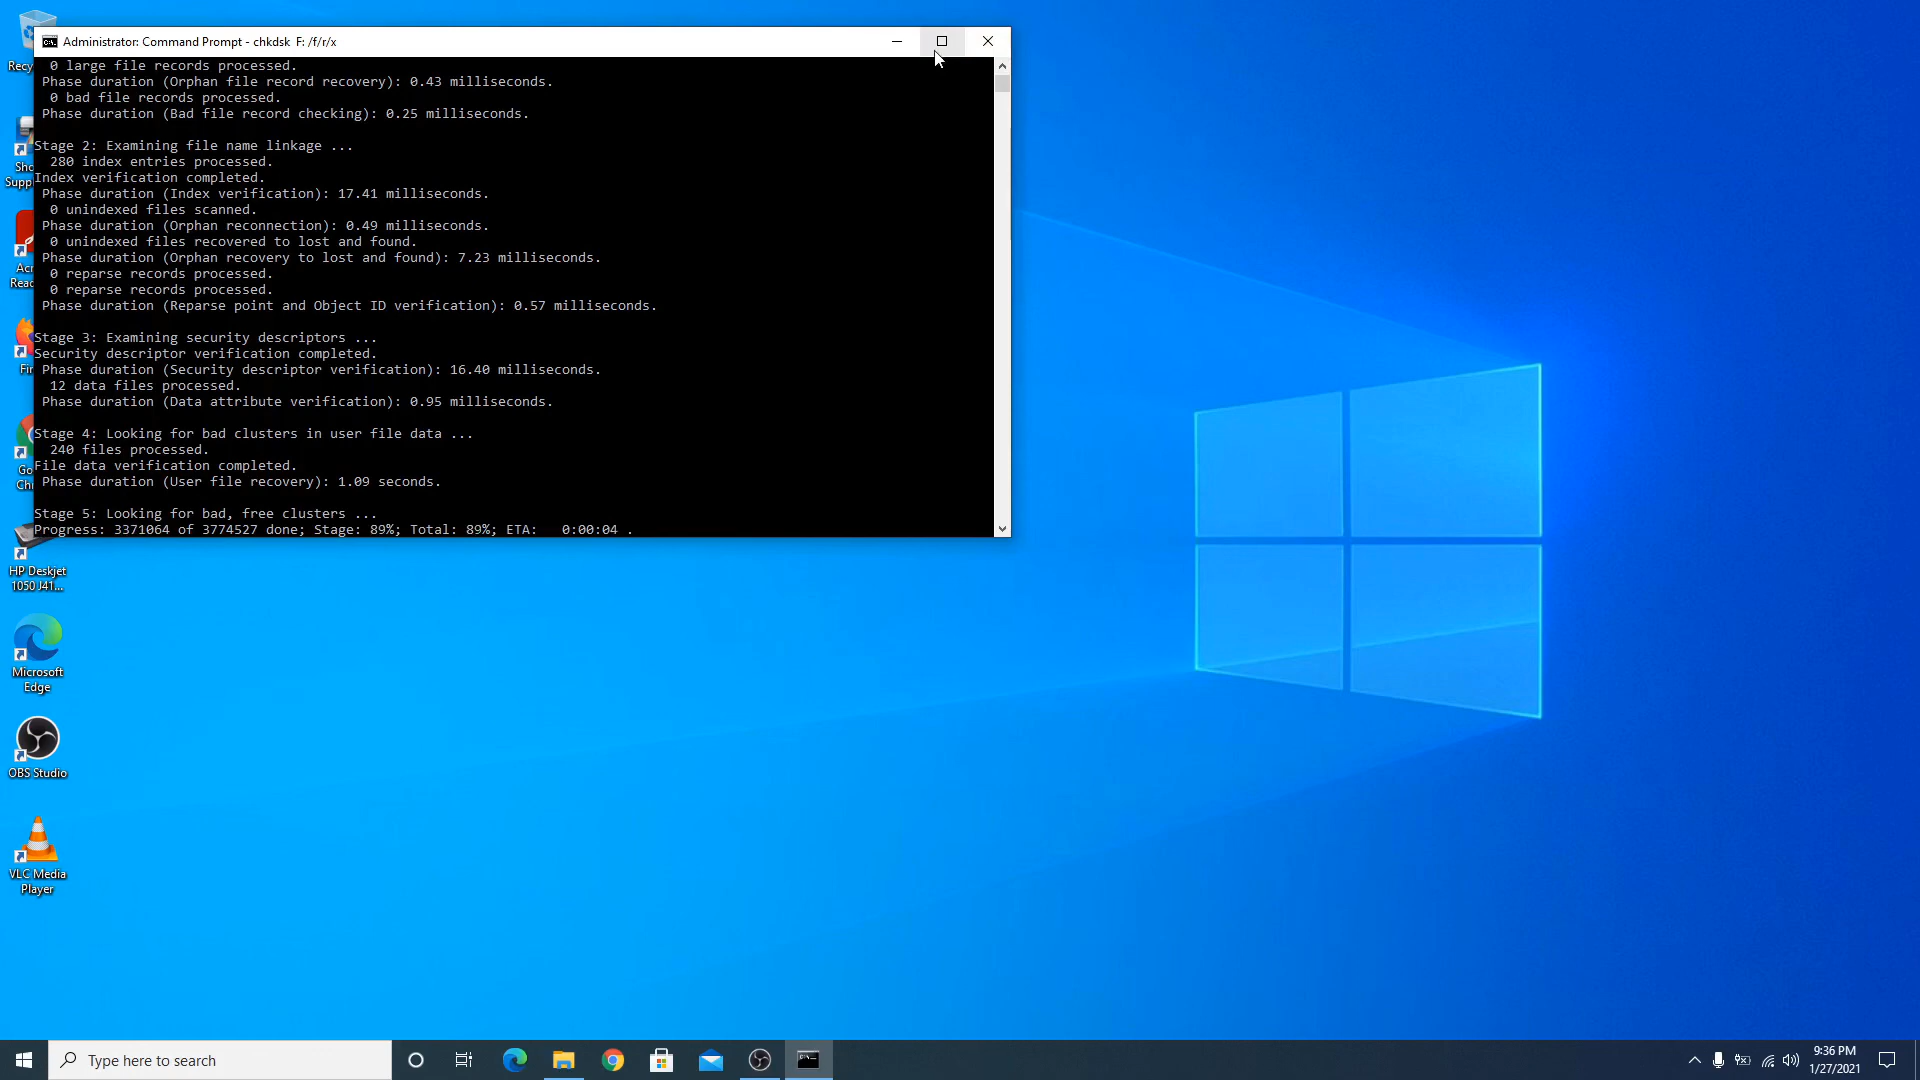 Administrator: Command Prompt - chkdsk  F: /f/r/x
  0 large file records processed.
 Phase duration (Orphan file record recovery): 0.43 milliseconds.
  0 bad file records processed.
 Phase duration (Bad file record checking): 0.25 milliseconds.
Stage 2: Examining file name linkage ...
  280 index entries processed.
Index verification completed.
 Phase duration (Index verification): 17.41 milliseconds.
  0 unindexed files scanned.
 Phase duration (Orphan reconnection): 0.49 milliseconds.
  0 unindexed files recovered to lost and found.
 Phase duration (Orphan recovery to lost and found): 7.23 milliseconds.
  0 reparse records processed.
  0 reparse records processed.
 Phase duration (Reparse point and Object ID verification): 0.57 milliseconds.
Stage 3: Examining security descriptors ...
Security descriptor verification completed.
 Phase duration (Security descriptor verification): 16.40 milliseconds.
  12 data files processed.
 Phase duration (Data attribute verification): 0.95 milliseconds.
Stage 4: Looking for bad clusters in user file data ...
  240 files processed.
File data verification completed.
 Phase duration (User file recovery): 1.09 seconds.
Stage 5: Looking for bad, free clusters ...
Progress: 3371064 of 3774527 done; Stage: 89%; Total: 89%; ETA:   0:00:04 .
Recy
Sho
Supp
Acr
Read
Fir
Go
Ch
HP Deskjet
1050 J41...
Microsoft
Edge
OBS Studio
VLC Media
Player
Type here to search
9:36 PM
1/27/2021